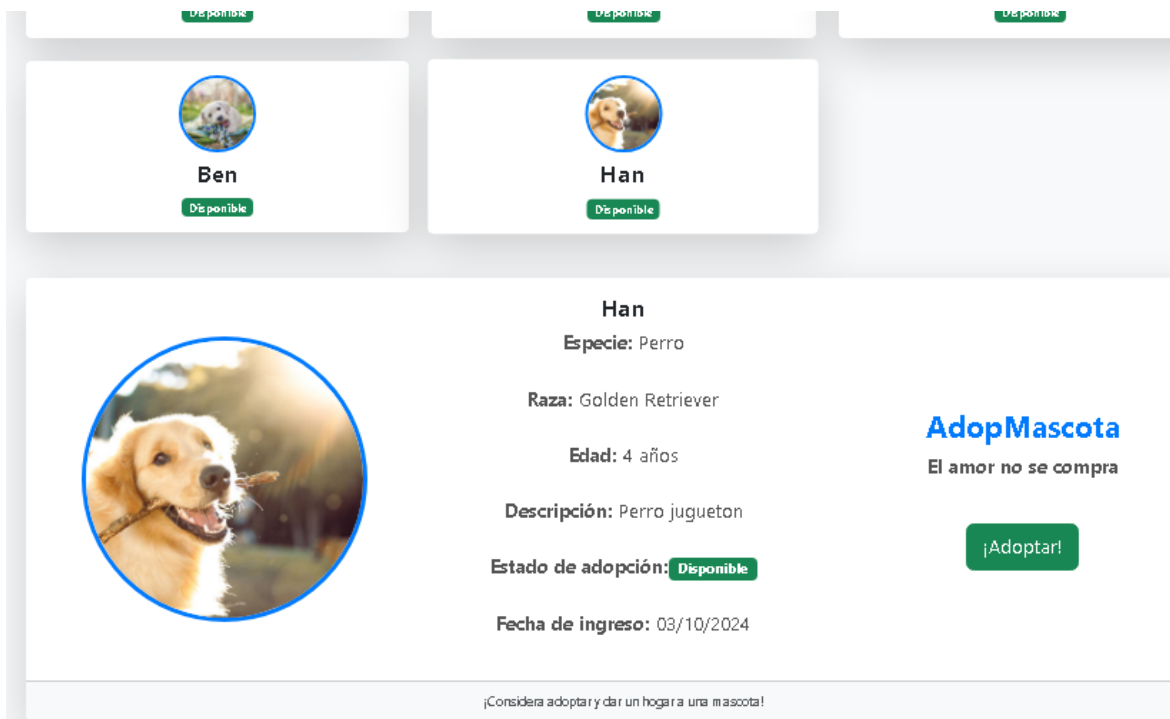 Disponible
Disponible
Disponible
Ben
Disponible
Han
Disponible
Han
Especie: Perro
Raza: Golden Retriever
Edad: 4 años
Descripción: Perro jugueton
Estado de adopción: Disponible
Fecha de ingreso: 03/10/2024
AdopMascota
El amor no se compra
¡Adoptar!
¡Considera adoptar y dar un hogar a una mascota!